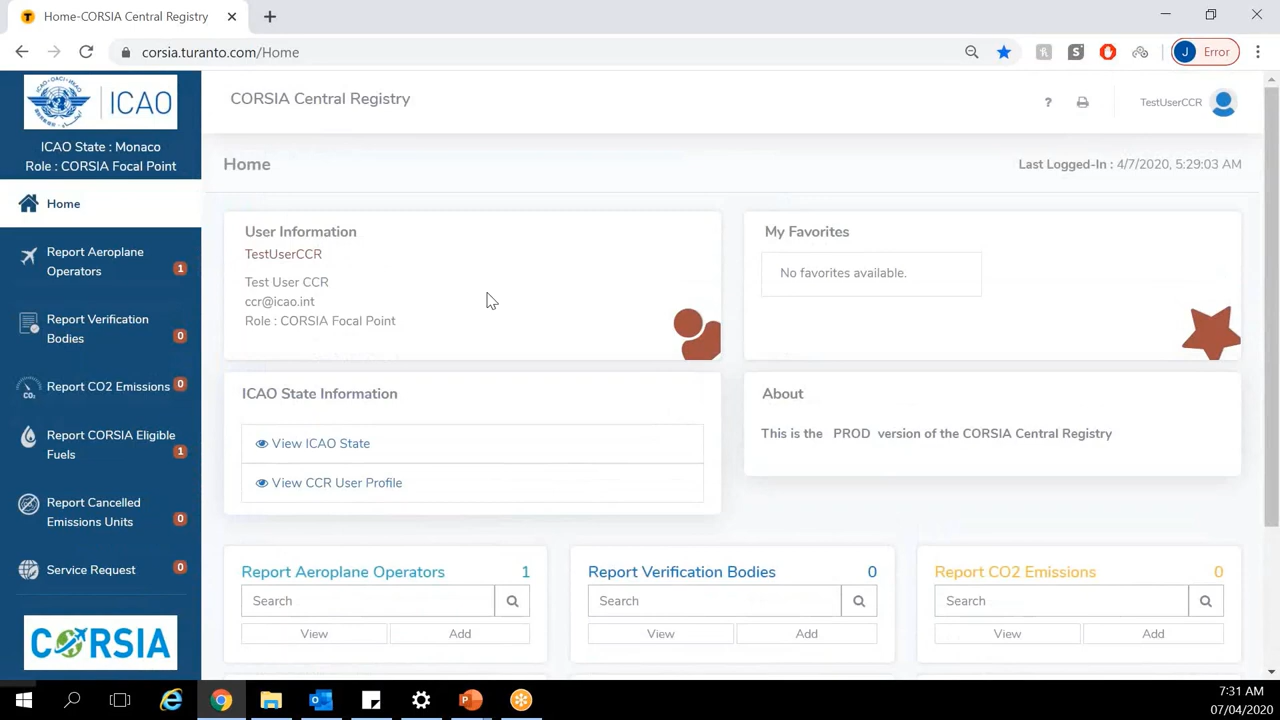 Home-CORSIA Central Registry
corsia.turanto.com/Home
J Error
ICAO
ICAO State : Monaco
Role : CORSIA Focal Point
Home
Report Aeroplane
Operators
1
Report Verification
Bodies
0
Report CO2 Emissions
0
Report CORSIA Eligible
Fuels
1
Report Cancelled
Emissions Units
0
Service Request
0
CORSIA
CORSIA Central Registry
?
TestUserCCR
Home
Last Logged-In : 4/7/2020, 5:29:03 AM
User Information
TestUserCCR
Test User CCR
ccr@icao.int
Role : CORSIA Focal Point
My Favorites
No favorites available.
ICAO State Information
View ICAO State
View CCR User Profile
About
This is the PROD version of the CORSIA Central Registry
Report Aeroplane Operators 1
Search
View Add
Report Verification Bodies 0
Search
View Add
Report CO2 Emissions 0
Search
View Add
7:31 AM
07/04/2020